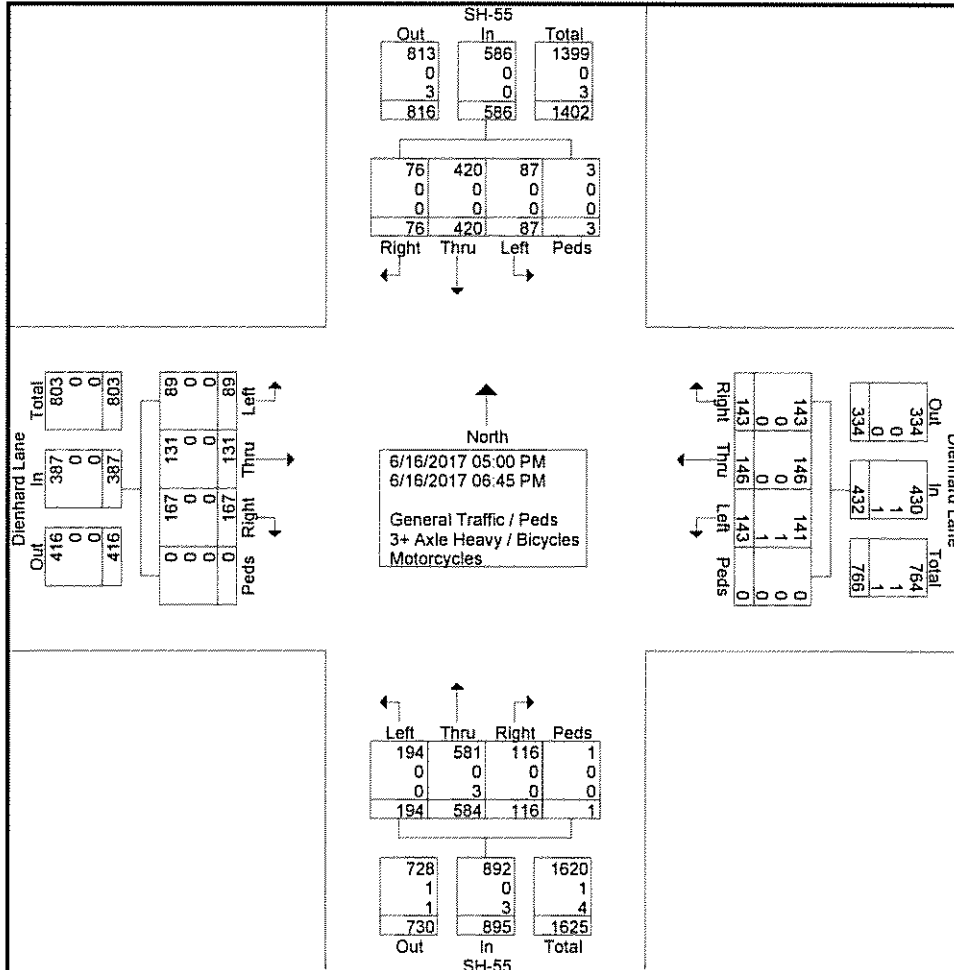 SH-55
Out In Total
813 586 1399
0 0 0
3 0 3
816 586 1402
76 420 87 3
0 0 0 0
0 0 0 0
76 420 87 3
Right Thru Left Peds
Dienhard Lane
Out In Total
416 387 803
0 0 0
0 0 0
416 387 803
Peds Right Thru Left
0 167 131 89
0 0 0 0
0 0 0 0
0 167 131 89
North
6/16/2017 05:00 PM
6/16/2017 06:45 PM
General Traffic / Peds
3+ Axle Heavy / Bicycles
Motorcycles
Right Thru Left Peds
143 146 141 0
0 0 1 0
0 0 1 0
143 146 143 0
Out In Total
334 430 764
0 1 1
0 1 1
334 432 766
Dienhard Lane
Left Thru Right Peds
194 581 116 1
0 0 0 0
0 3 0 0
194 584 116 1
728 892 1620
1 0 1
1 3 4
730 895 1625
Out In Total
SH-55